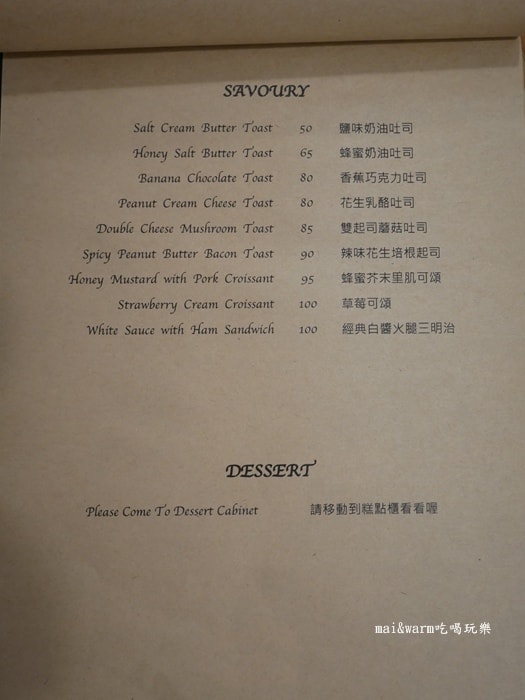 SAVOURY
Salt Cream Butter Toast 50 鹽味奶油吐司
Honey Salt Butter Toast 65 蜂蜜奶油吐司
Banana Chocolate Toast 80 香蕉巧克力吐司
Peanut Cream Cheese Toast 80 花生乳酪吐司
Double Cheese Mushroom Toast 85 雙起司蘑菇吐司
Spicy Peanut Butter Bacon Toast 90 辣味花生培根起司
Honey Mustard with Pork Croissant 95 蜂蜜芥末里肌可頌
Strawberry Cream Croissant 100 草莓可頌
White Sauce with Ham Sandwich 100 經典白醬火腿三明治
DESSERT
Please Come To Dessert Cabinet 請移動到糕點櫃看看喔
mai&warm吃喝玩樂